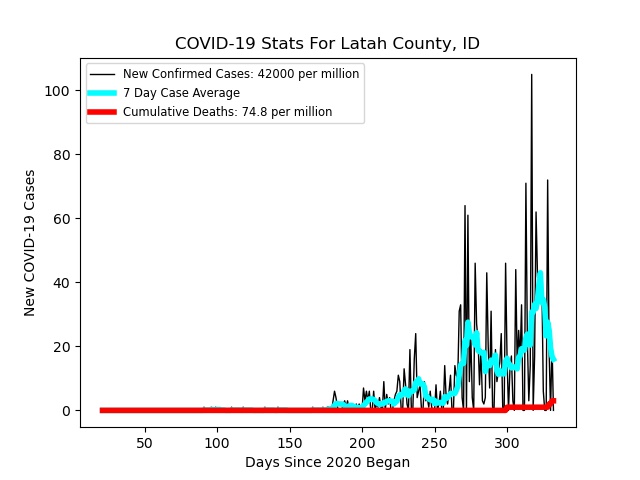 COVID-19 Stats For Latah County, ID
New Confirmed Cases: 42000 per million
7 Day Case Average
Cumulative Deaths: 74.8 per million
100
80
60
40
20
0
New COVID-19 Cases
50 100 150 200 250 300
Days Since 2020 Began